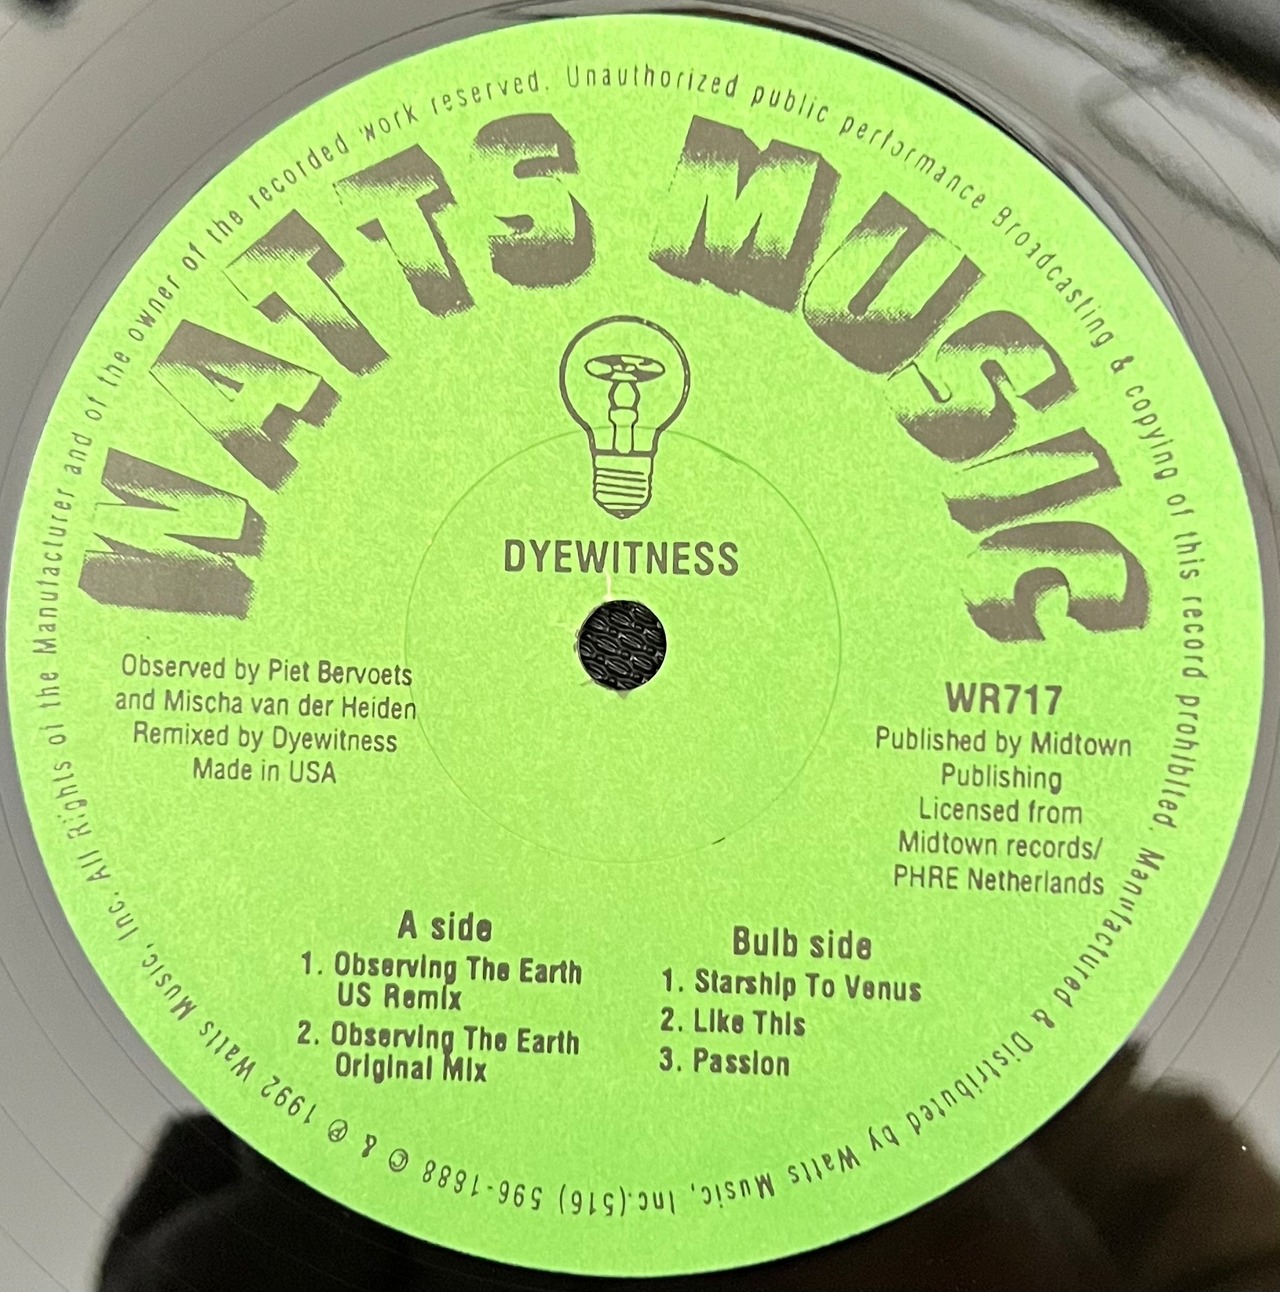 WATTS MUSIC
DYEWITNESS
Observed by Piet Bervoets
and Mischa van der Heiden
Remixed by Dyewitness
Made in USA
WR717
Published by Midtown
Publishing
Licensed from
Midtown records/
PHRE Netherlands
A side
1. Observing The Earth
US Remix
2. Observing The Earth
Original Mix
Bulb side
1. Starship To Venus
2. Like This
3. Passion
℗ 1992 Watts Music, Inc. All Rights of the Manufacturer and of the owner of the recorded work reserved. Unauthorized public performance Broadcasting & copying of this record prohibited. Manufactured & Distributed by Watts Music, Inc. (516) 596-1888 © &